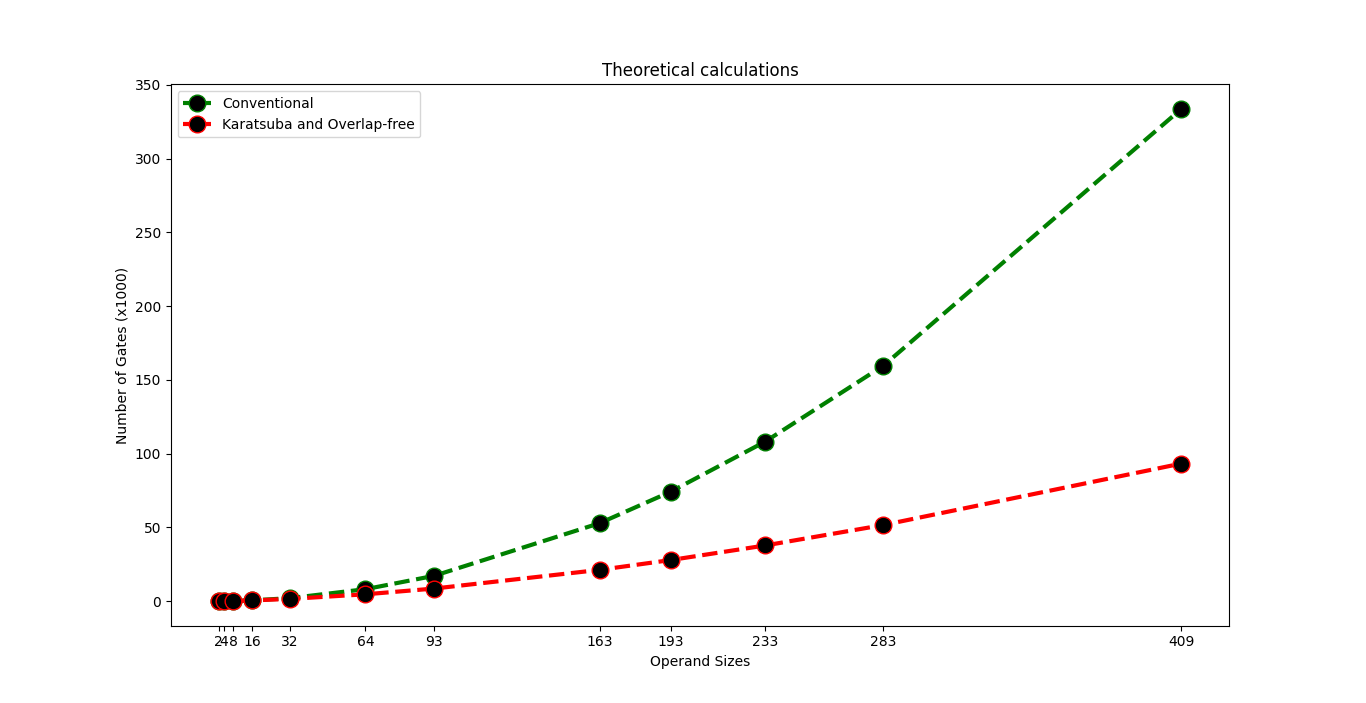 Theoretical calculations
Conventional
Karatsuba and Overlap-free
350
300
250
200
150
100
50
0
Number of Gates (x1000)
2 4 8 16 32 64 93 163 193 233 283 409
Operand Sizes